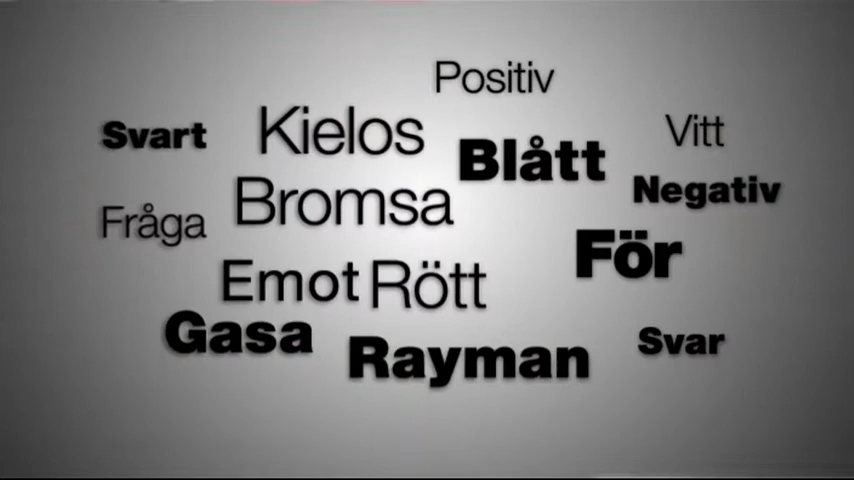 Positiv
Svart Kielos Vitt
Blått
Negativ
Fråga Bromsa
För
Emot Rött
Gasa Rayman Svar